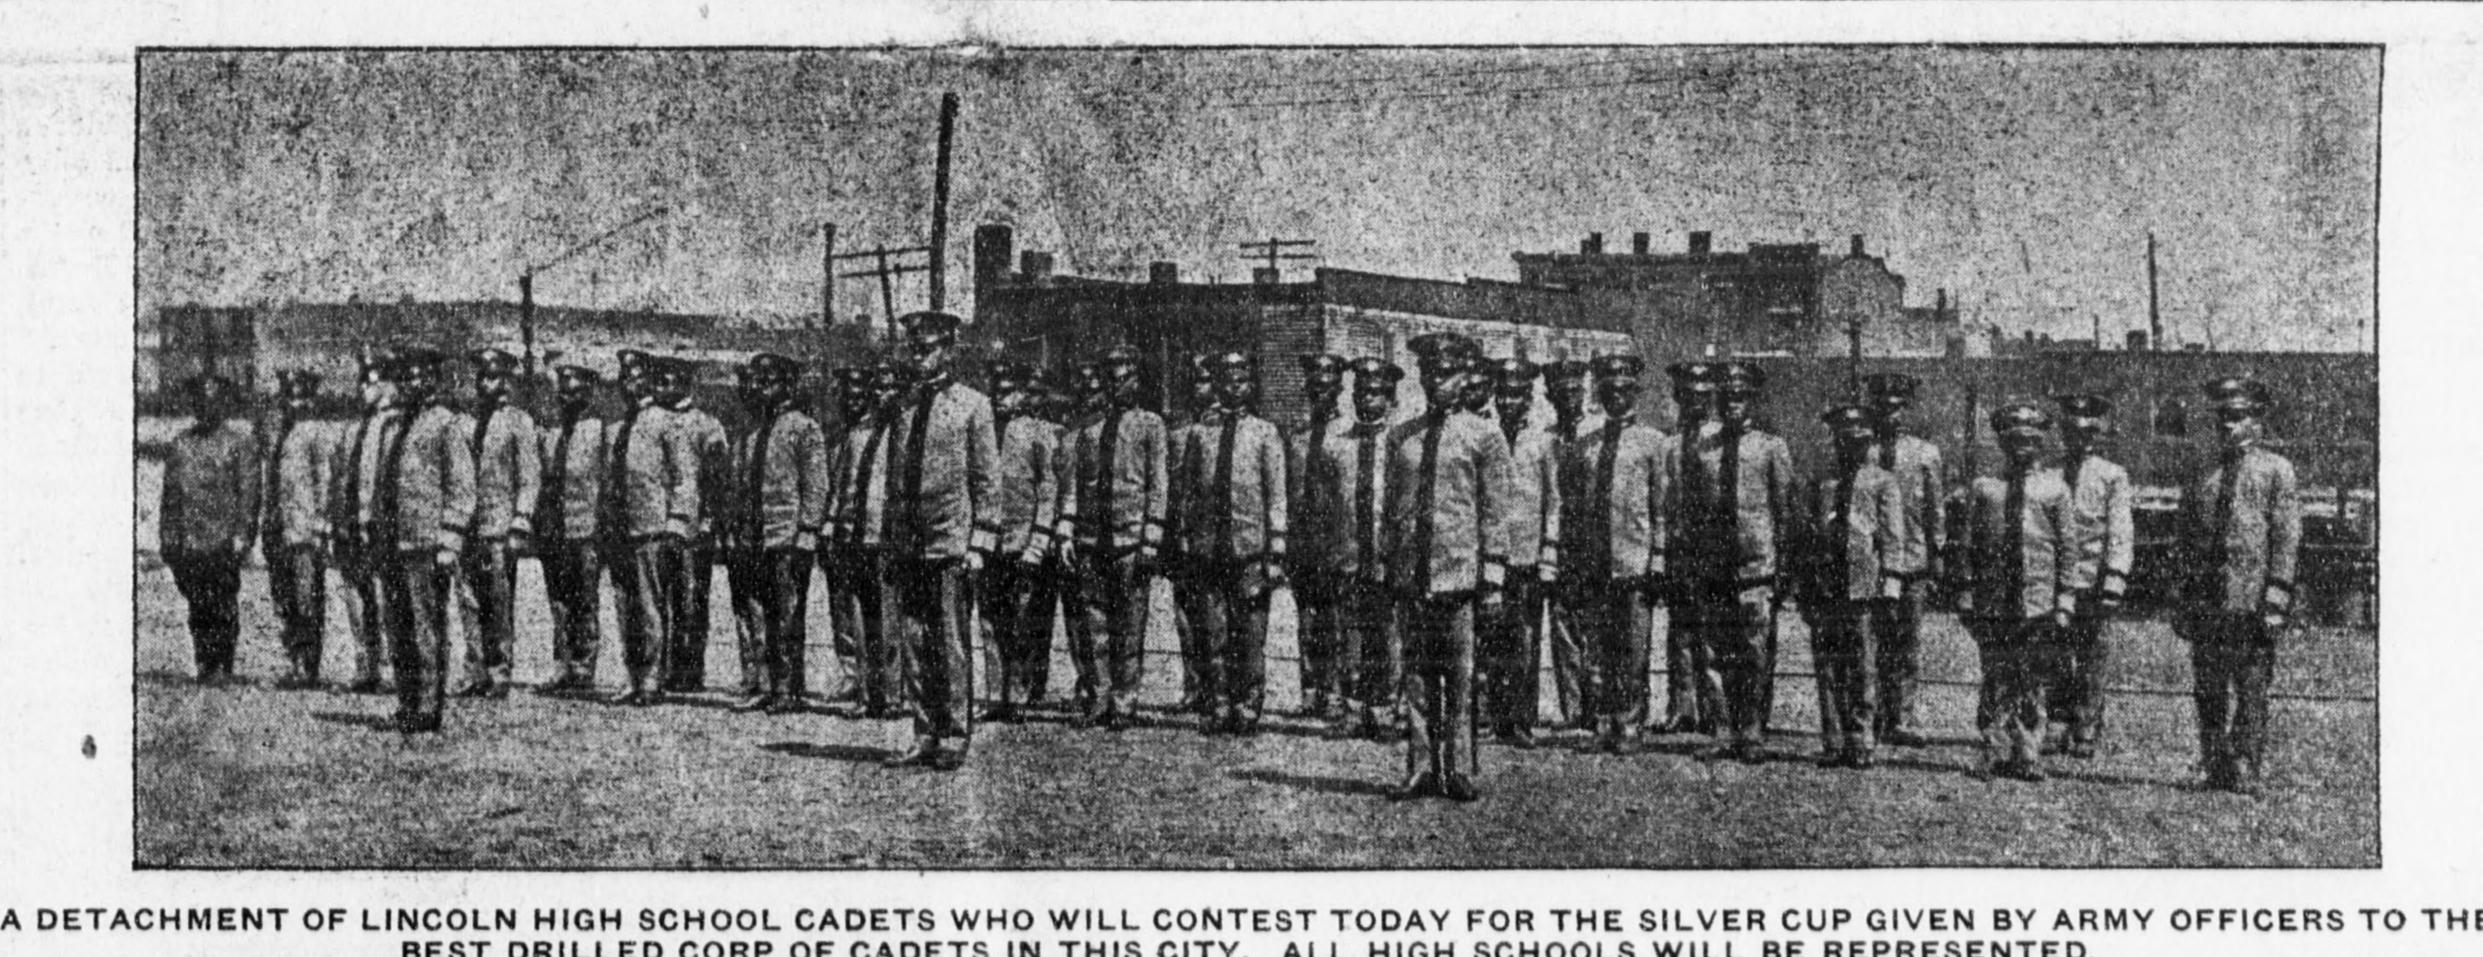 A DETACHMENT OF LINCOLN HIGH SCHOOL CADETS WHO WILL CONTEST TODAY FOR THE SILVER CUP GIVEN BY ARMY OFFICERS TO THE
BEST DRILLED CORP OF CADETS IN THIS CITY. ALL HIGH SCHOOLS WILL BE REPRESENTED.